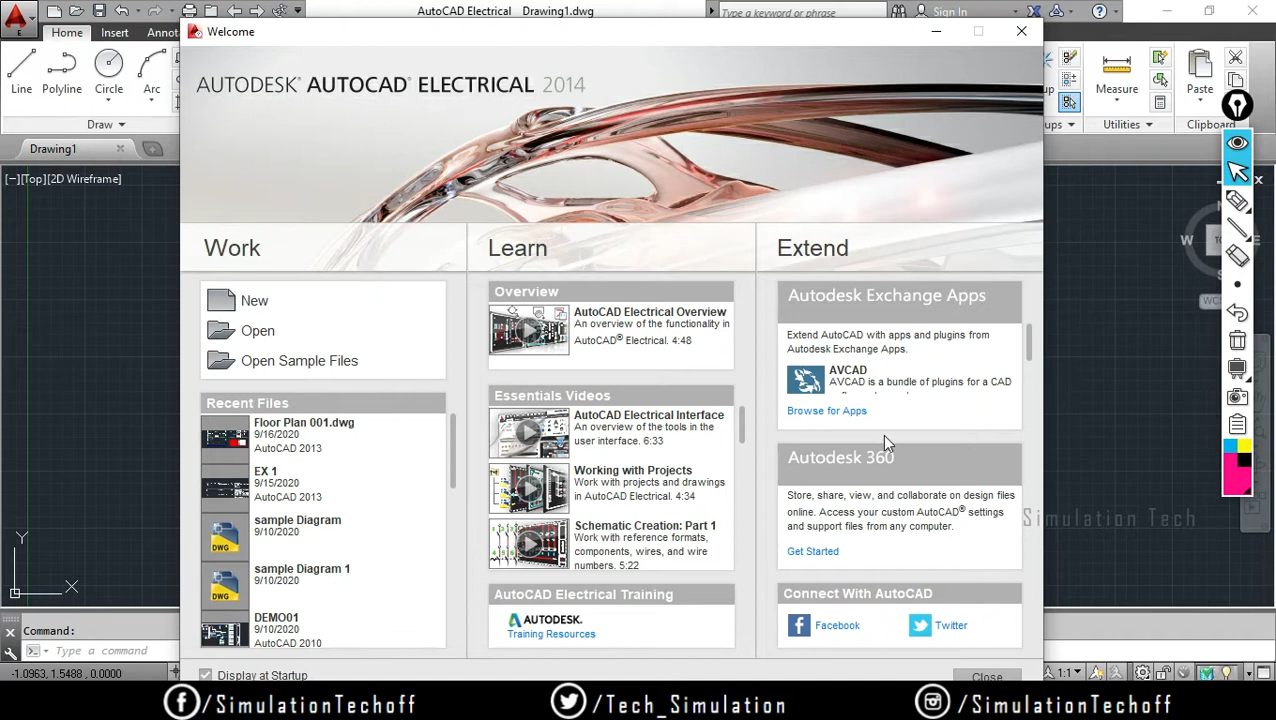 AutoCAD Electrical Drawing1.dwg
Type a keyword or phrase
Sign In
Home
Insert
Annot
Welcome
AUTODESK® AUTOCAD® ELECTRICAL 2014
Line
Polyline
Circle
Arc
Measure
Paste
Draw
Utilities
Clipboard
Drawing1
[−][Top][2D Wireframe]
Work
New
Open
Open Sample Files
Recent Files
Floor Plan 001.dwg
9/16/2020
AutoCAD 2013
EX 1
9/15/2020
AutoCAD 2013
sample Diagram
9/10/2020
sample Diagram 1
9/10/2020
DEMO01
9/10/2020
AutoCAD 2010
Display at Startup
Learn
Overview
AutoCAD Electrical Overview
An overview of the functionality in
AutoCAD® Electrical. 4:48
Essentials Videos
AutoCAD Electrical Interface
An overview of the tools in the
user interface. 6:33
Working with Projects
Work with projects and drawings
in AutoCAD Electrical. 4:34
Schematic Creation: Part 1
Work with reference formats,
components, wires, and wire
numbers. 5:22
AutoCAD Electrical Training
AUTODESK.
Training Resources
Extend
Autodesk Exchange Apps
Extend AutoCAD with apps and plugins from
Autodesk Exchange Apps.
AVCAD
AVCAD is a bundle of plugins for a CAD
Browse for Apps
Autodesk 360
Store, share, view, and collaborate on design files
online. Access your custom AutoCAD® settings
and support files from any computer.
Get Started
Connect With AutoCAD
Facebook
Twitter
Close
W
Simulation Tech
Y
X
Command:
Type a command
-1.0963, 1.5488, 0.0000
1:1
/SimulationTechoff
/Tech_Simulation
/SimulationTechoff